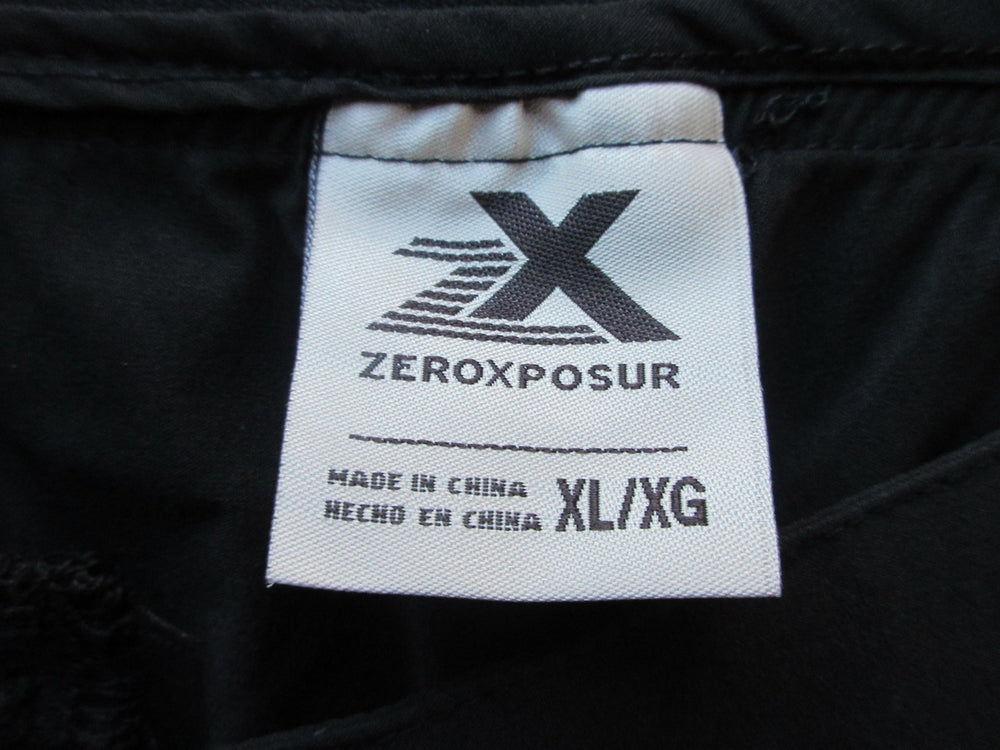 ZX
ZEROXPOSUR
MADE IN CHINA
HECHO EN CHINA
XL/XG